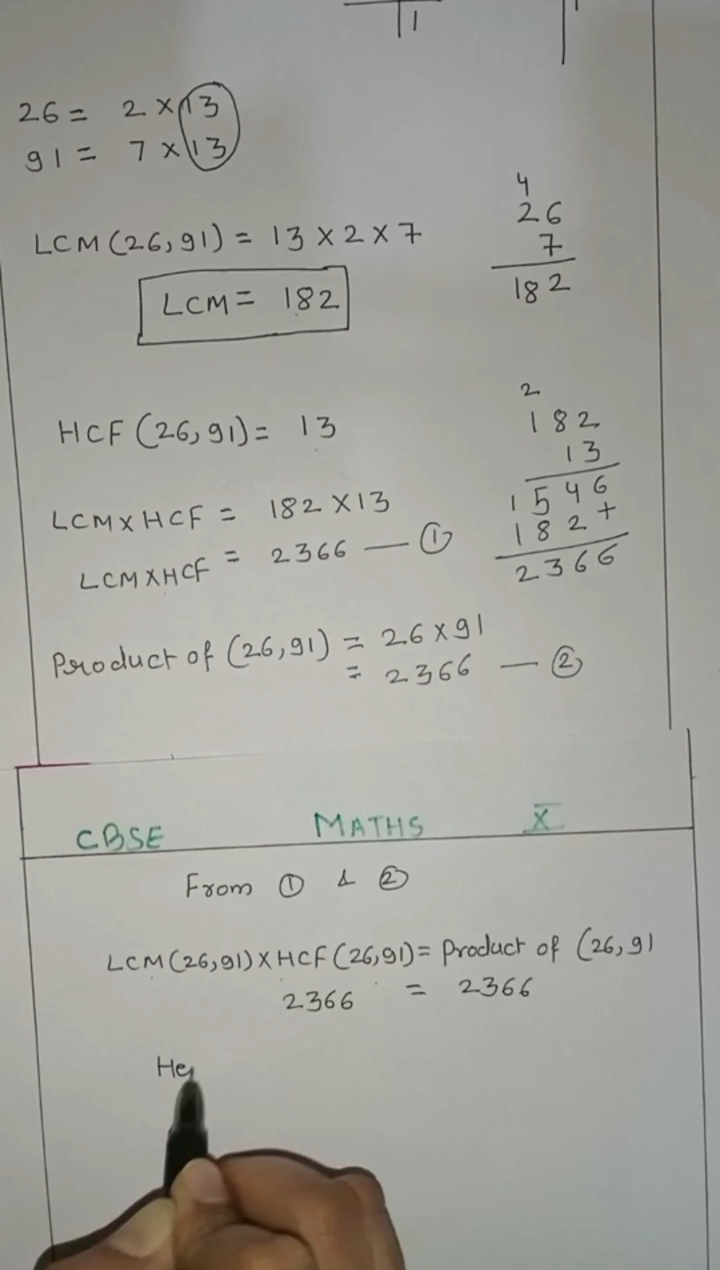 26 = 2 × 13
91 = 7 × 13
4
26
7
182
LCM (26,91) = 13 × 2 × 7
LCM = 182
HCF (26,91) = 13
2
182
13
1546
182+
2366
LCM×HCF = 182 × 13
LCM×HCF = 2366 — ①
Product of (26,91) = 26 × 91
= 2366 — ②
CBSE MATHS X
From ① & ②
LCM (26,91) × HCF (26,91) = Product of (26,91
2366 = 2366
He